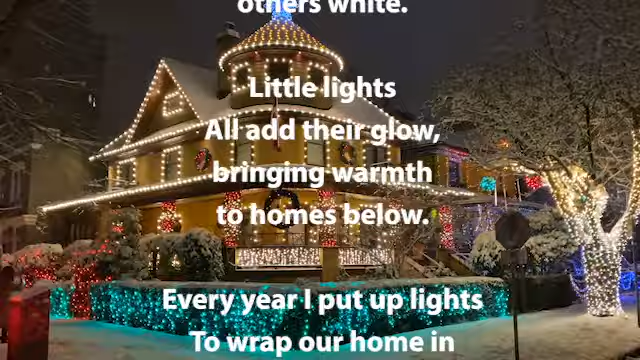 others white.
Little lights
All add their glow,
bringing warmth
to homes below.
Every year I put up lights
To wrap our home in